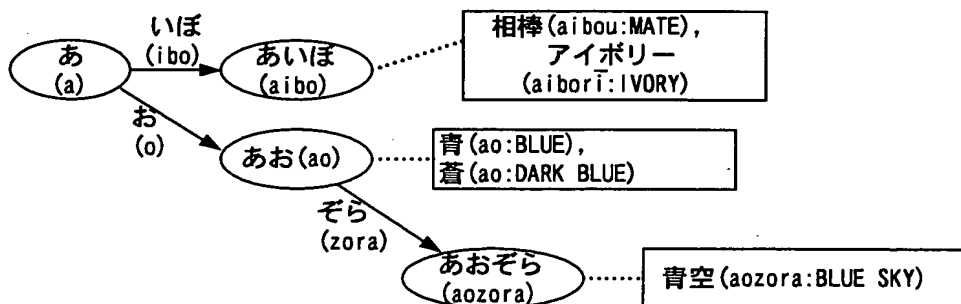 いぼ
(ibo)
あ
(a)
あいぼ
(aibo)
相棒(aibou:MATE),
アイボリー
(aibori:IVORY)
お
(o)
あお(ao)
青(ao:BLUE),
蒼(ao:DARK BLUE)
ぞら
(zora)
あおぞら
(aozora)
青空(aozora:BLUE SKY)